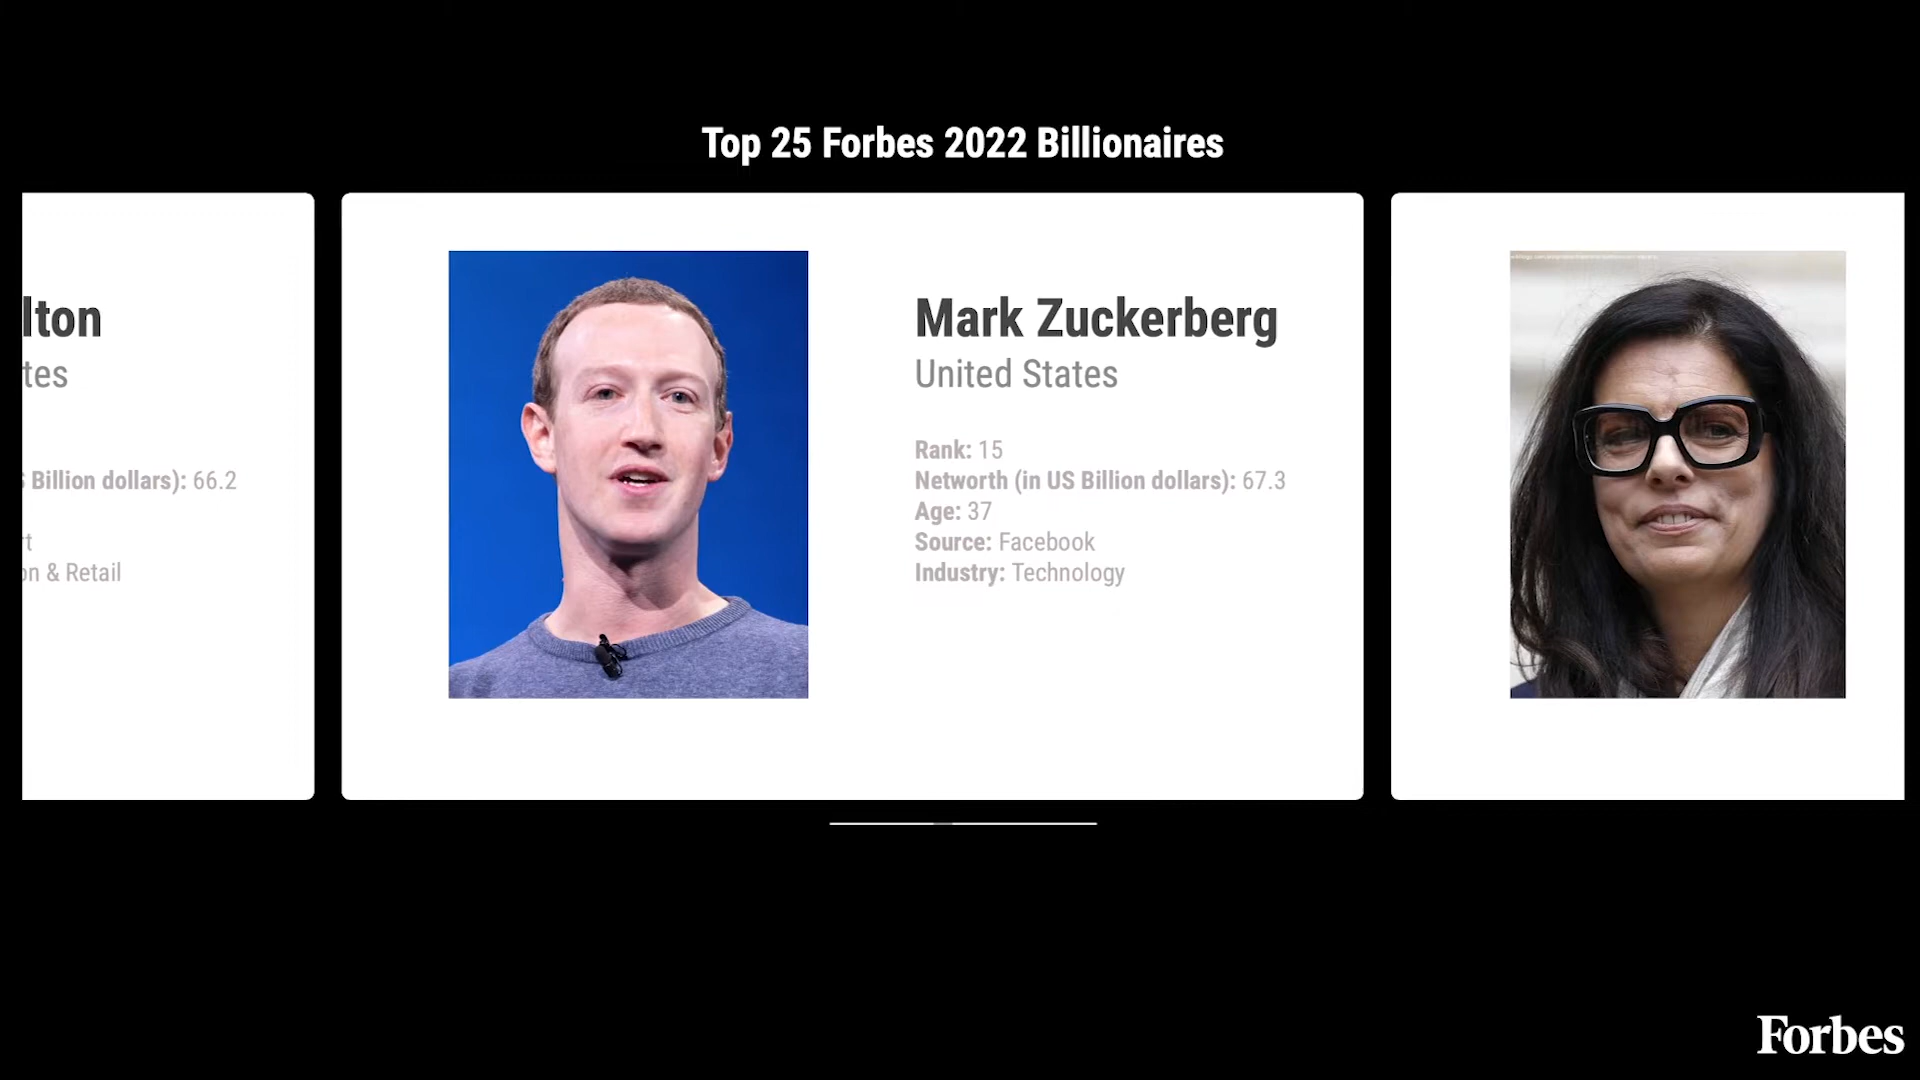 Top 25 Forbes 2022 Billionaires
lton
tes
Billion dollars): 66.2
t
on & Retail
Mark Zuckerberg
United States
Rank: 15
Networth (in US Billion dollars): 67.3
Age: 37
Source: Facebook
Industry: Technology
Forbes